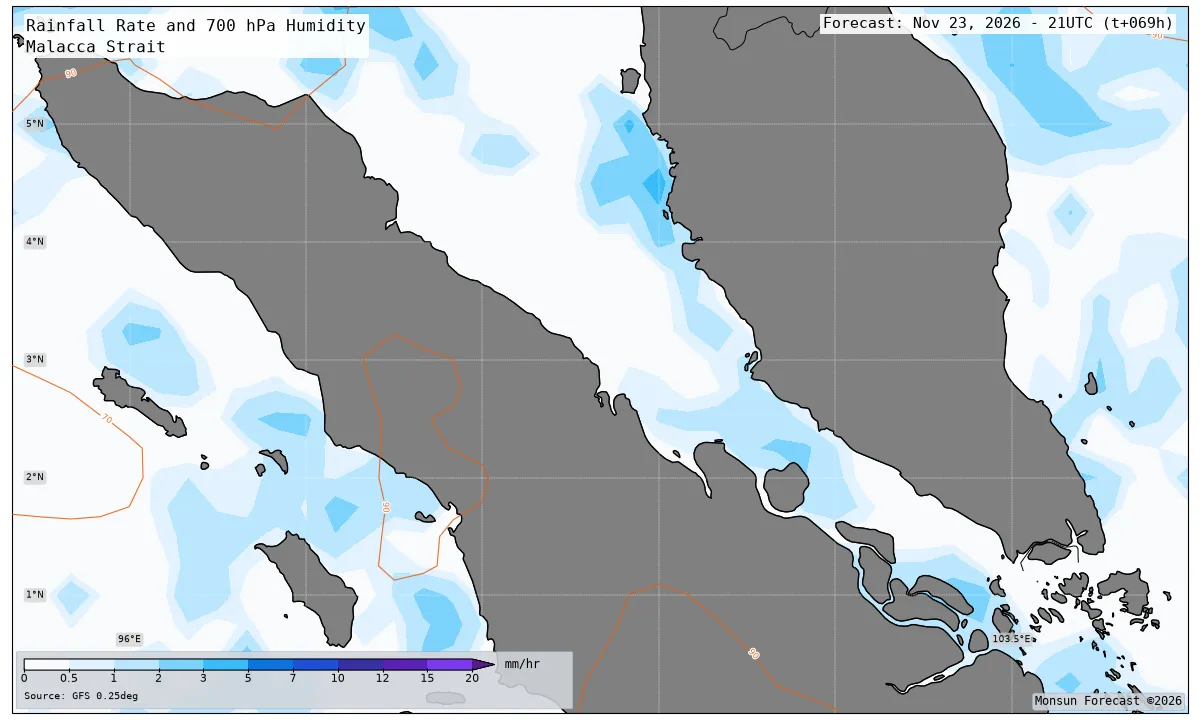 Rainfall Rate and 700 hPa Humidity
Malacca Strait
Forecast: Nov 23, 2026 - 21UTC (t+069h)
90
90
5°N
4°N
3°N
70
2°N
90
1°N
96°E
103.5°E
90
mm/hr
0 0.5 1 2 3 5 7 10 12 15 20
Source: GFS 0.25deg
Monsun Forecast ©2026